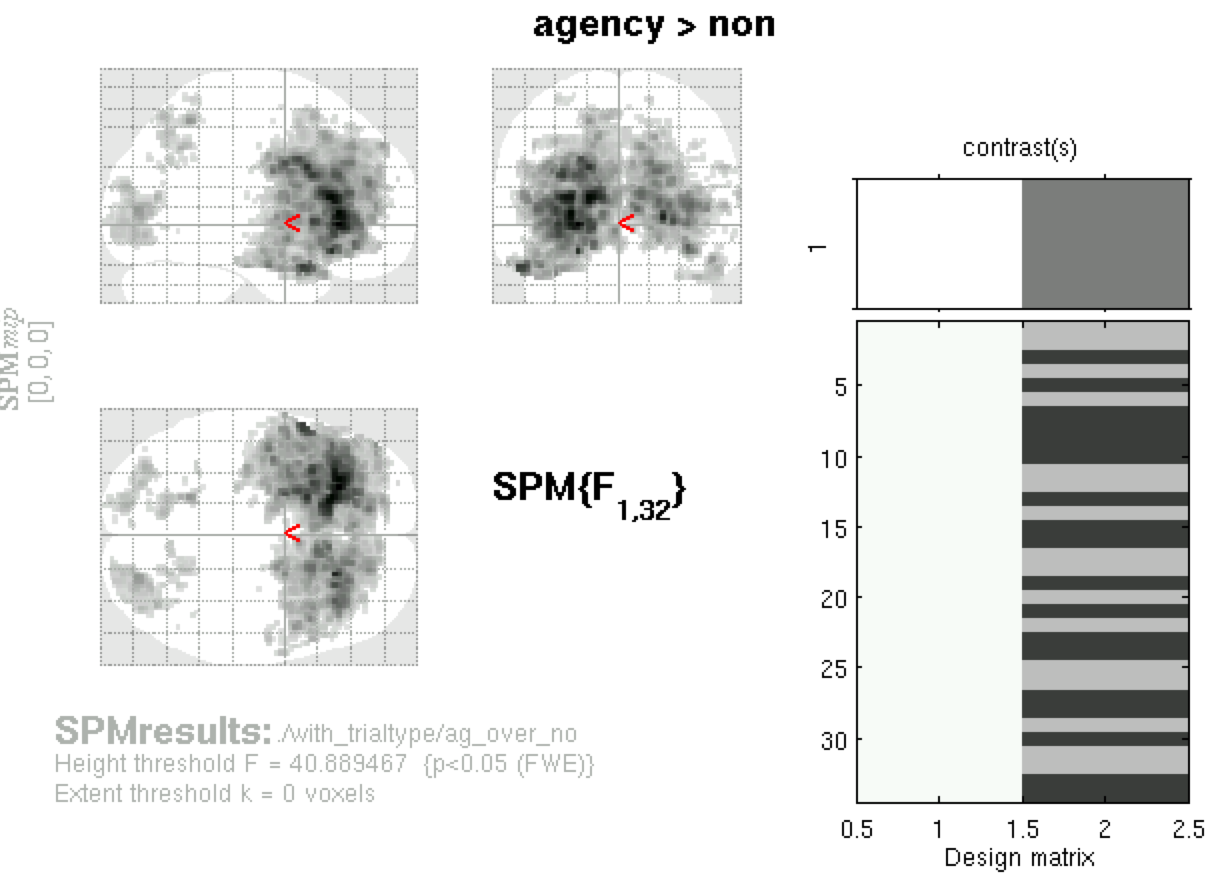 agency > non
contrast(s)
1
SPMmip
[0, 0, 0]
SPM{F1,32}
5
10
15
20
25
30
0.5 1 1.5 2 2.5
Design matrix
SPMresults: ./with_trialtype/ag_over_no
Height threshold F = 40.889467 {p<0.05 (FWE)}
Extent threshold k = 0 voxels